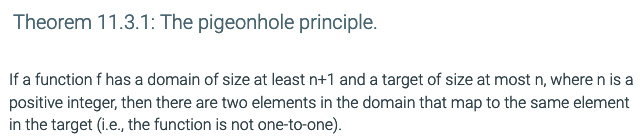 Theorem 11.3.1: The pigeonhole principle.
If a function f has a domain of size at least n+1 and a target of size at most n, where n is a
positive integer, then there are two elements in the domain that map to the same element
in the target (i.e., the function is not one-to-one).